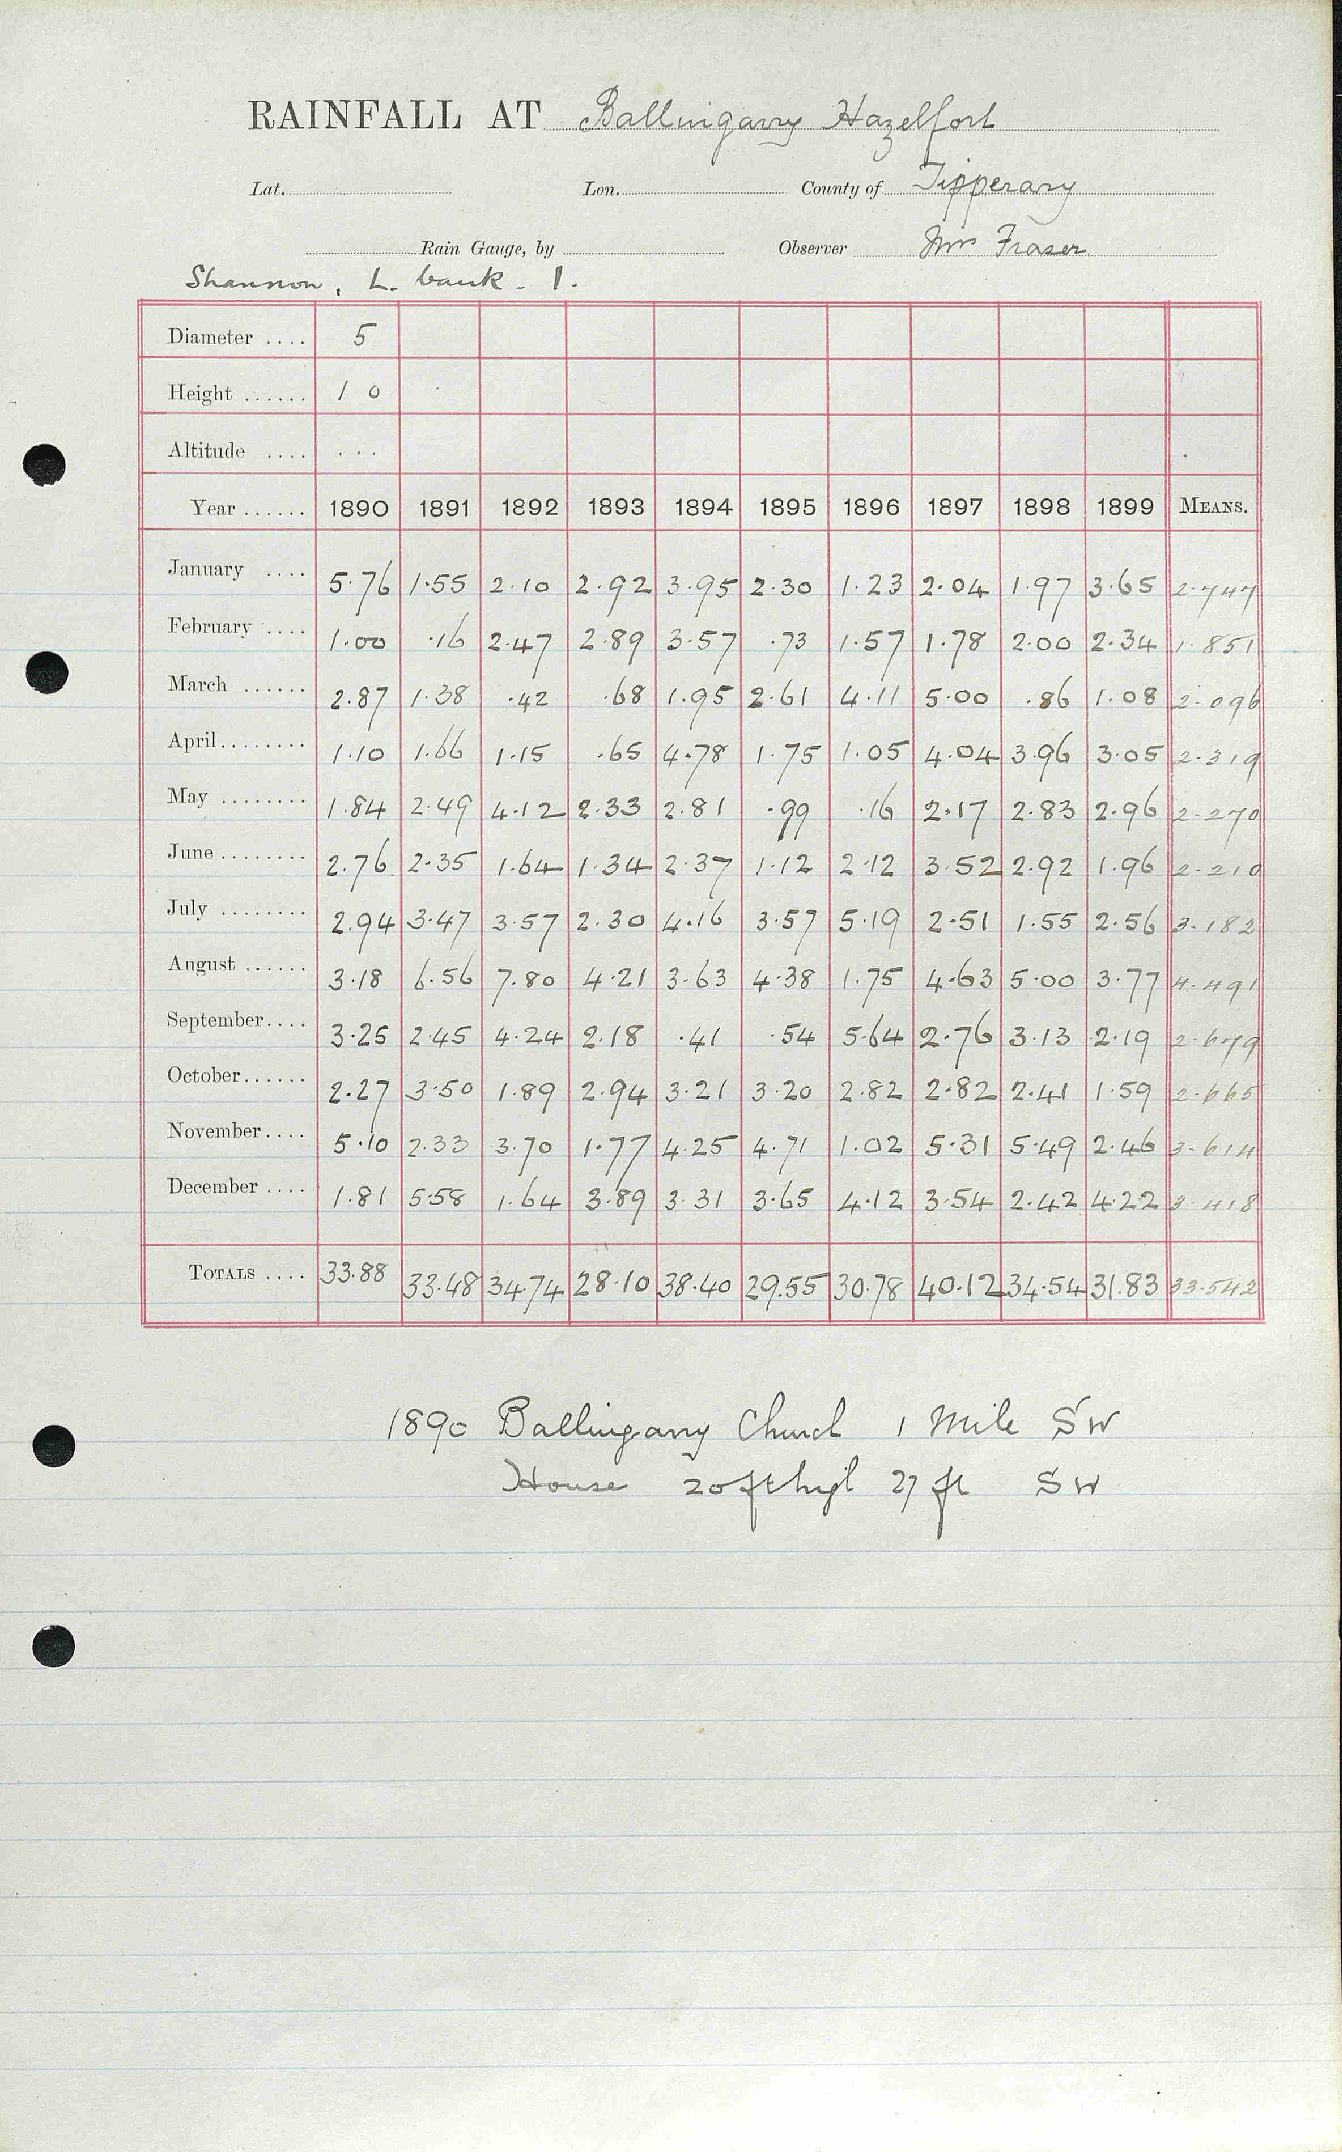 RAINFALL AT Ballingarry Hazelfort
Lat. Lon. County of Tipperary
Rain Gauge, by Observer Mrs Fraser
Shannon, L. bank - 1.
Diameter .... 5
Height ...... 1 0
Altitude .... ...
Year ...... 1890 1891 1892 1893 1894 1895 1896 1897 1898 1899 MEANS.
January .... 5.76 1.55 2.10 2.92 3.95 2.30 1.23 2.04 1.97 3.65 2.747
February .... 1.00 .16 2.47 2.89 3.57 .73 1.57 1.78 2.00 2.34 1.851
March ...... 2.87 1.38 .42 .68 1.95 2.61 4.11 5.00 .86 1.08 2.096
April ........ 1.10 1.66 1.15 .65 4.78 1.75 1.05 4.04 3.96 3.05 2.319
May ........ 1.84 2.49 4.12 2.33 2.81 .99 .16 2.17 2.83 2.96 2.270
June ........ 2.76 2.35 1.64 1.34 2.37 1.12 2.12 3.52 2.92 1.96 2.210
July ........ 2.94 3.47 3.57 2.30 4.16 3.57 5.19 2.51 1.55 2.56 3.182
August ...... 3.18 6.56 7.80 4.21 3.63 4.38 1.75 4.63 5.00 3.77 4.491
September.... 3.25 2.45 4.24 2.18 .41 .54 5.64 2.76 3.13 2.19 2.679
October...... 2.27 3.50 1.89 2.94 3.21 3.20 2.82 2.82 2.41 1.59 2.665
November.... 5.10 2.33 3.70 1.77 4.25 4.71 1.02 5.31 5.49 2.46 3.614
December .... 1.81 5.58 1.64 3.89 3.31 3.65 4.12 3.54 2.42 4.22 3.418
TOTALS .... 33.88 33.48 34.74 28.10 38.40 29.55 30.78 40.12 34.54 31.83 33.542
1890 Ballingarry Church 1 Mile SW
House 20 ft high 27 ft SW